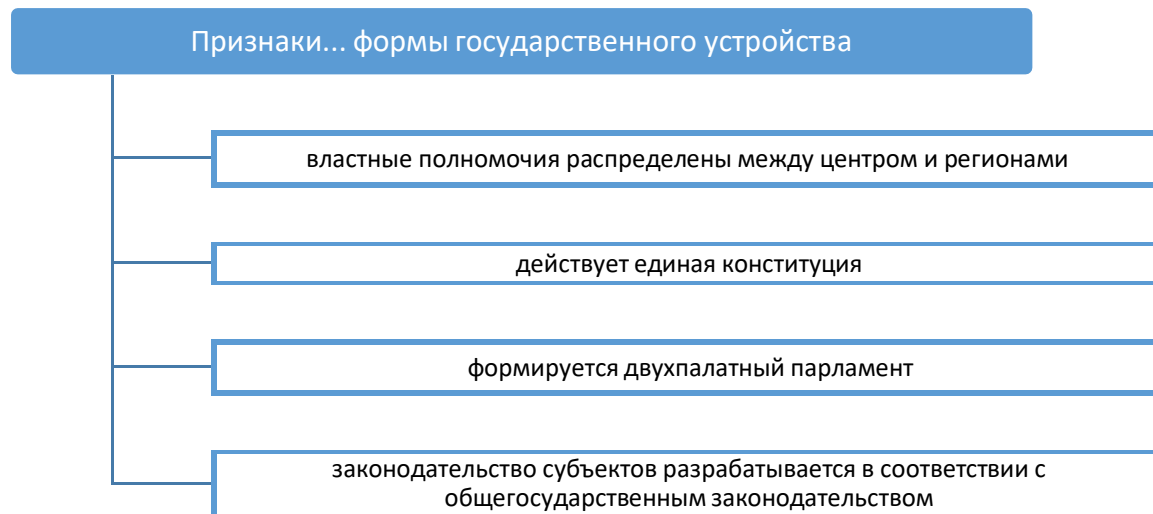 Признаки... формы государственного устройства
властные полномочия распределены между центром и регионами
действует единая конституция
формируется двухпалатный парламент
законодательство субъектов разрабатывается в соответствии с
общегосударственным законодательством